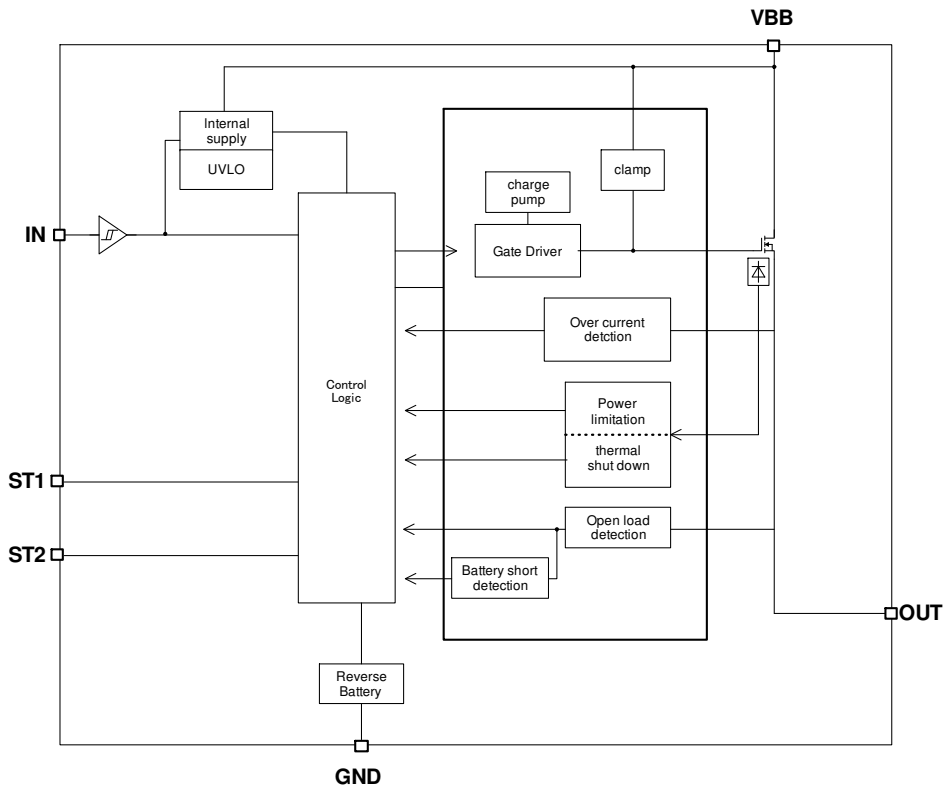 VBB
Internal
supply
UVLO
clamp
charge
pump
IN
Gate Driver
Over current
detction
Control
Logic
Power
limitation
thermal
shut down
ST1
Open load
detection
ST2
Battery short
detection
OUT
Reverse
Battery
GND